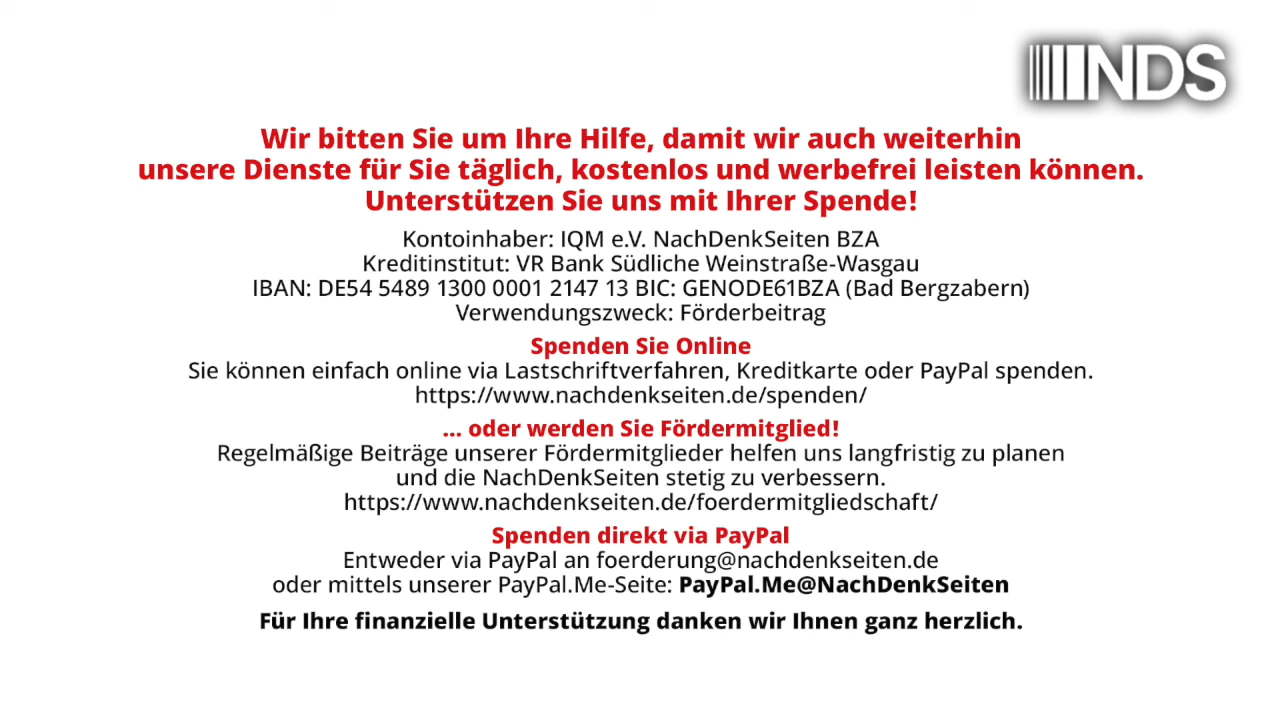 NDS
Wir bitten Sie um Ihre Hilfe, damit wir auch weiterhin
unsere Dienste für Sie täglich, kostenlos und werbefrei leisten können.
Unterstützen Sie uns mit Ihrer Spende!
Kontoinhaber: IQM e.V. NachDenkSeiten BZA
Kreditinstitut: VR Bank Südliche Weinstraße-Wasgau
IBAN: DE54 5489 1300 0001 2147 13 BIC: GENODE61BZA (Bad Bergzabern)
Verwendungszweck: Förderbeitrag
Spenden Sie Online
Sie können einfach online via Lastschriftverfahren, Kreditkarte oder PayPal spenden.
https://www.nachdenkseiten.de/spenden/
... oder werden Sie Fördermitglied!
Regelmäßige Beiträge unserer Fördermitglieder helfen uns langfristig zu planen
und die NachDenkSeiten stetig zu verbessern.
https://www.nachdenkseiten.de/foerdermitgliedschaft/
Spenden direkt via PayPal
Entweder via PayPal an foerderung@nachdenkseiten.de
oder mittels unserer PayPal.Me-Seite: PayPal.Me@NachDenkSeiten
Für Ihre finanzielle Unterstützung danken wir Ihnen ganz herzlich.